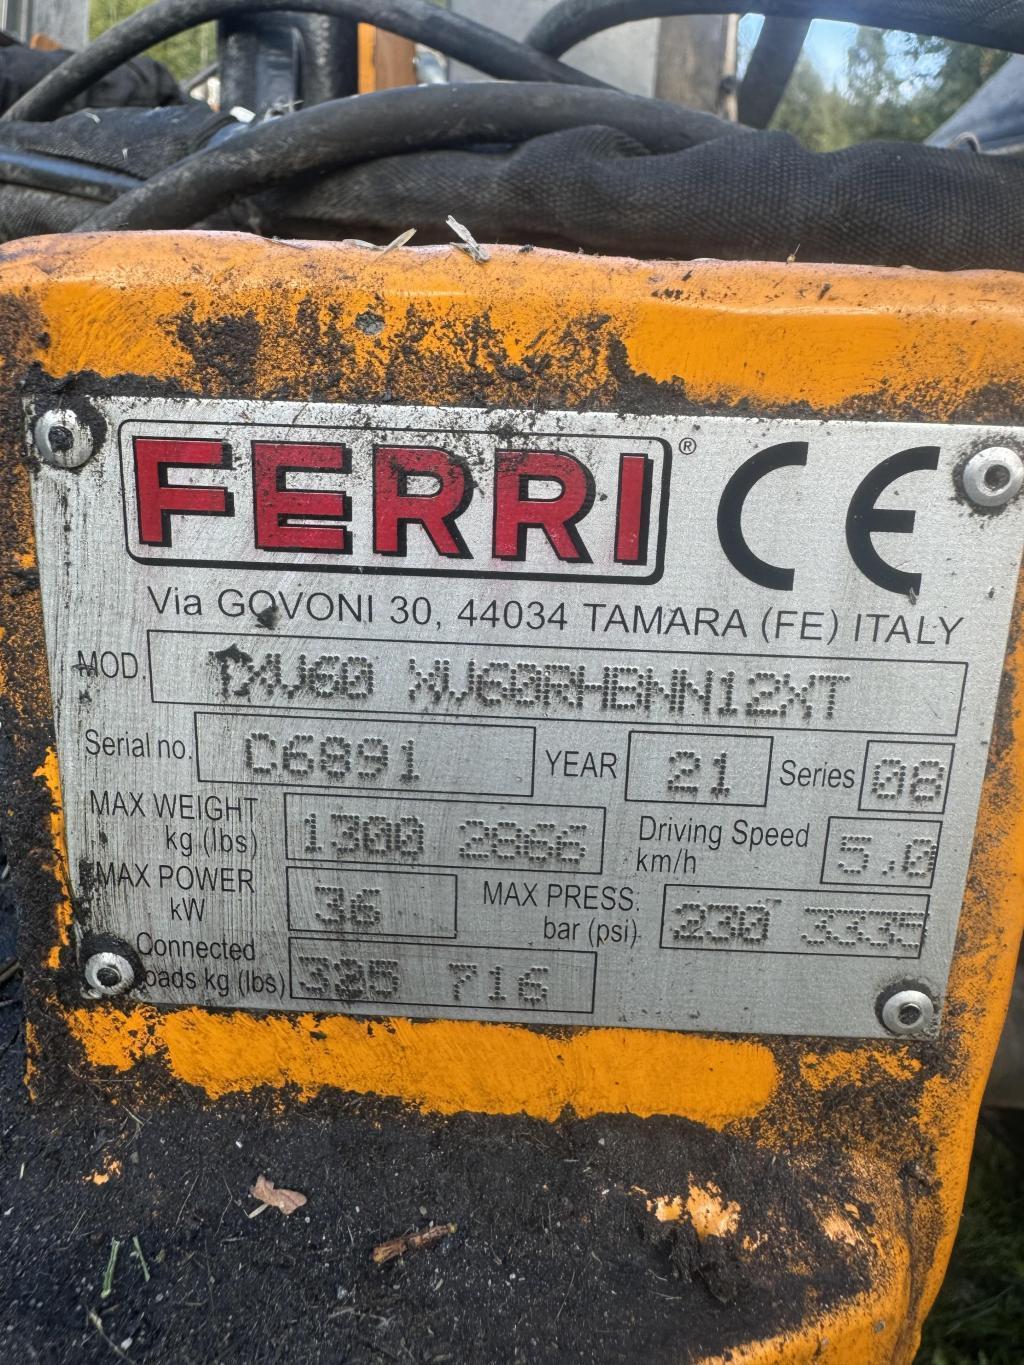 FERRI® CE
Via GOVONI 30, 44034 TAMARA (FE) ITALY
MOD. TXV60 XV60RHBNN12XT
Serial no. C6891 YEAR 21 Series 08
MAX WEIGHT kg (lbs) 1300 2866 Driving Speed km/h 5.0
MAX POWER kW 36 MAX PRESS. bar (psi) 230 3335
Connected loads kg (lbs) 325 716